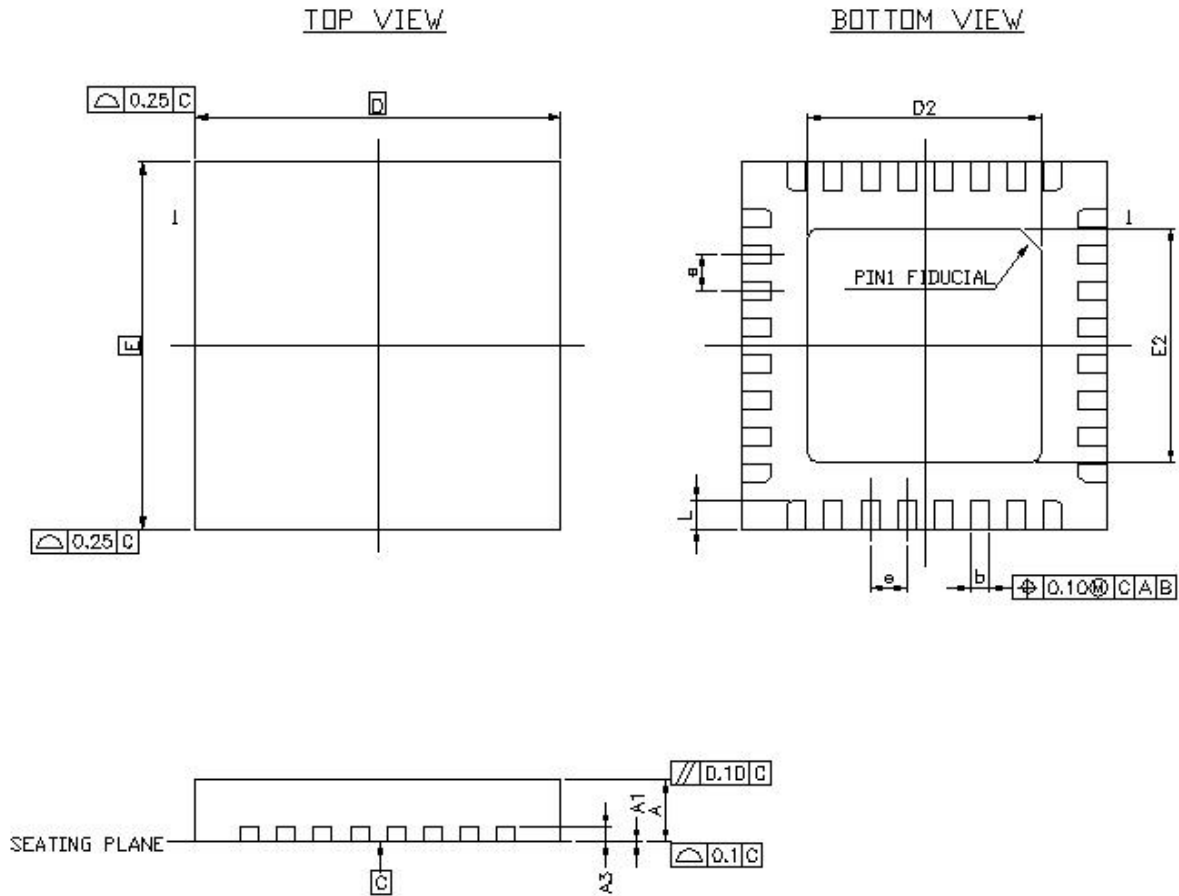 TOP VIEW
BOTTOM VIEW
⌓ 0.25 C
D
D2
1
1
e
PIN1 FIDUCIAL
E
E2
L
⌓ 0.25 C
e
b
⌖ 0.10 Ⓜ C A B
// 0.10 C
A1
A
SEATING PLANE
⌓ 0.1 C
C
A3